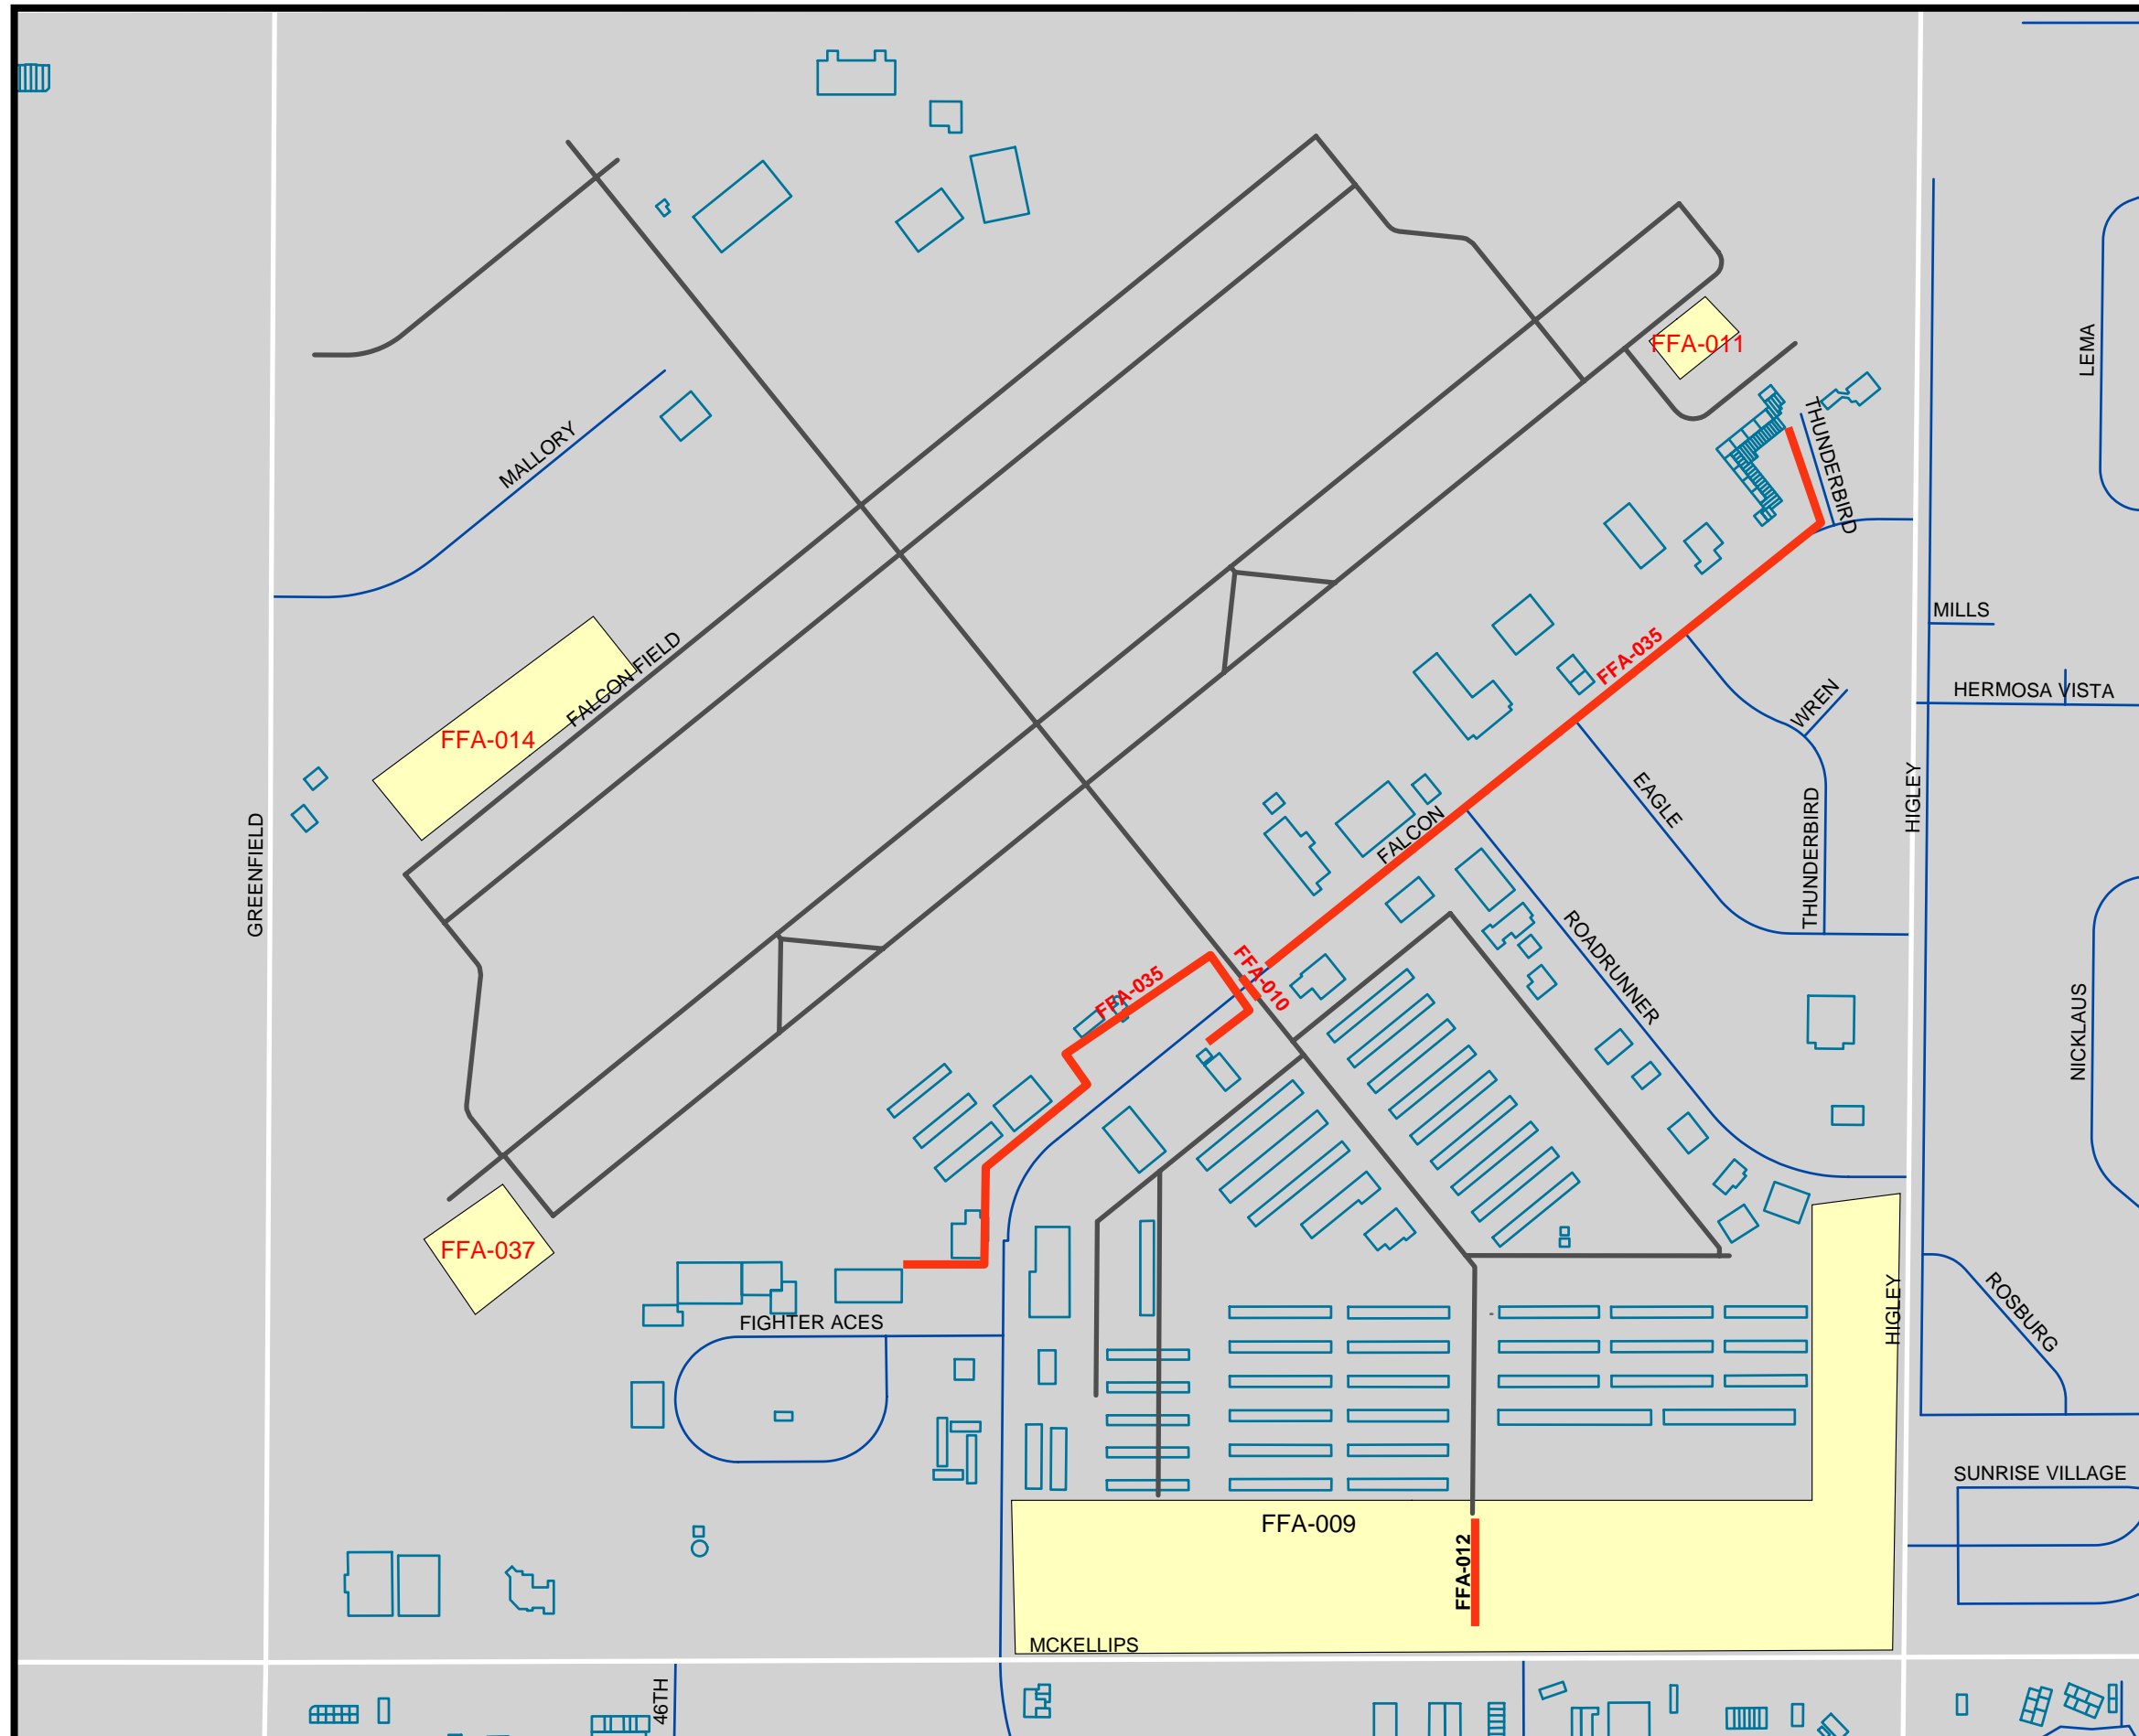 FFA-011
LEMA
THUNDERBIRD
MALLORY
MILLS
FFA-035
FALCON FIELD
HERMOSA VISTA
WREN
FFA-014
EAGLE
HIGLEY
THUNDERBIRD
FALCON
GREENFIELD
ROADRUNNER
FFA-035
FFA-010
NICKLAUS
FFA-037
HIGLEY
ROSBURG
FIGHTER ACES
SUNRISE VILLAGE
FFA-009
FFA-012
MCKELLIPS
46TH